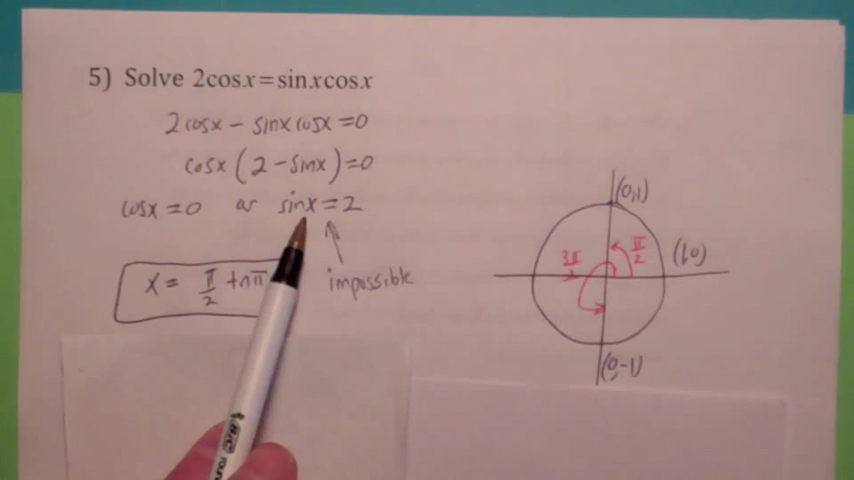 5) Solve 2cosx=sinxcosx
2cosx - sinx cosx = 0
cosx (2 - sinx) = 0
cosx = 0 or sinx = 2
impossible
x = π/2 + nπ
(0,1)
π/2
3π/2
(1,0)
(0,-1)
BIC